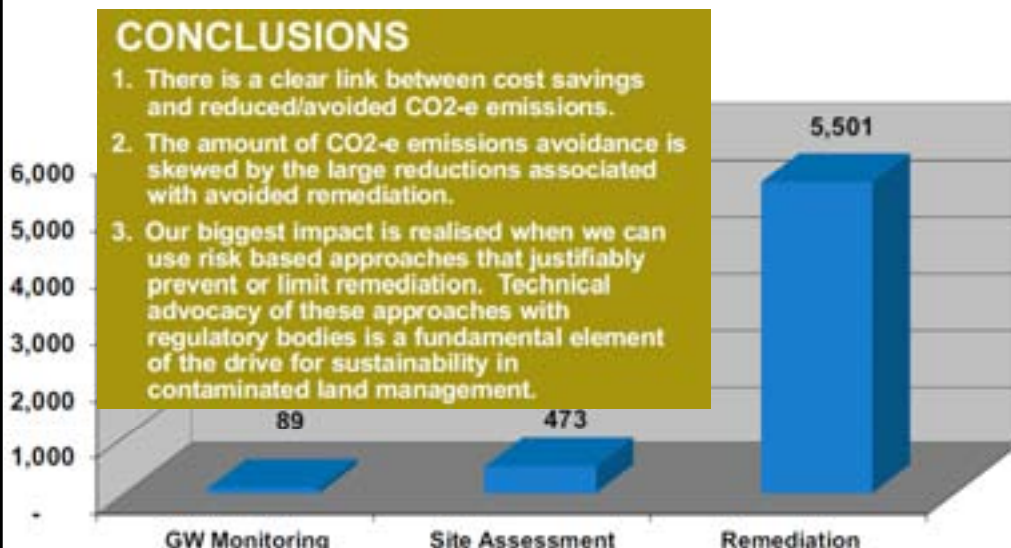 CONCLUSIONS
1. There is a clear link between cost savings
and reduced/avoided CO2-e emissions.
2. The amount of CO2-e emissions avoidance is
skewed by the large reductions associated
with avoided remediation.
3. Our biggest impact is realised when we can
use risk based approaches that justifiably
prevent or limit remediation. Technical
advocacy of these approaches with
regulatory bodies is a fundamental element
of the drive for sustainability in
contaminated land management.
5,501
6,000
5,000
4,000
3,000
2,000
89
473
1,000
-
GW Monitoring
Site Assessment
Remediation